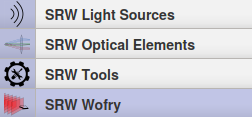 SRW Light Sources
SRW Optical Elements
SRW Tools
SRW Wofry